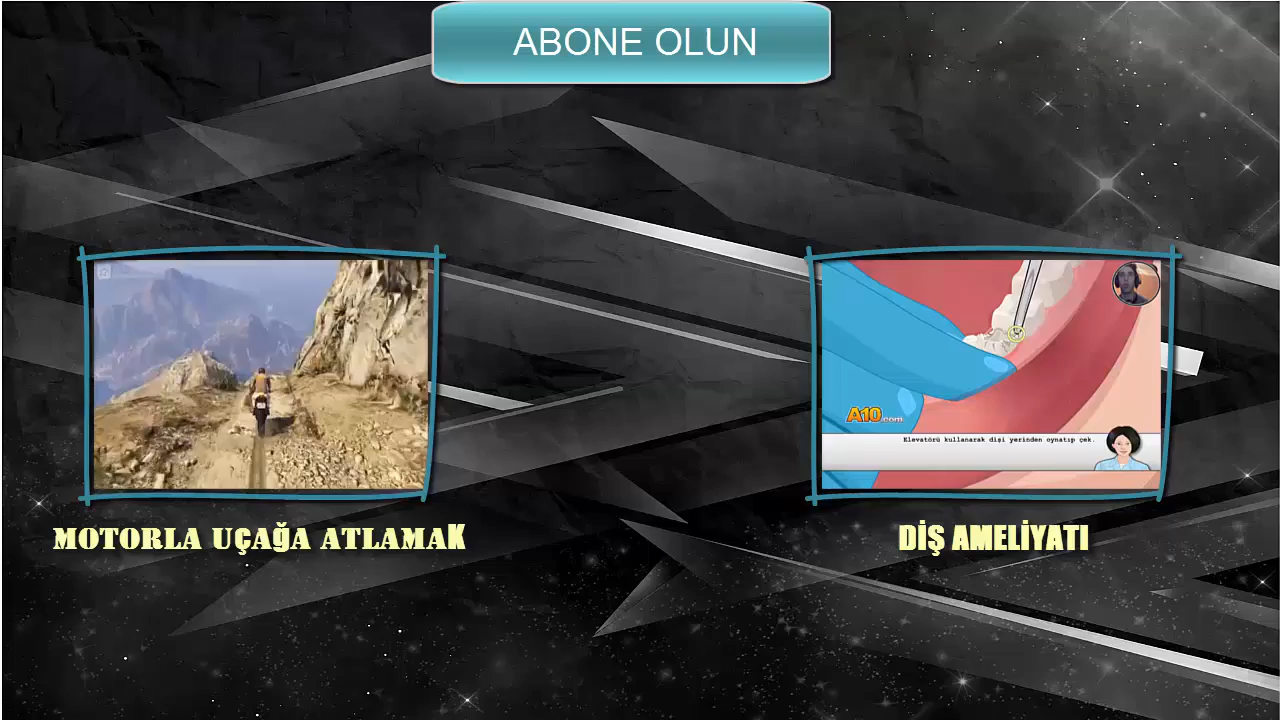 ABONE OLUN
A10.com
Elevatörü kullanarak dişi yerinden oynatıp çek.
MOTORLA UÇAĞA ATLAMAK
DİŞ AMELİYATI